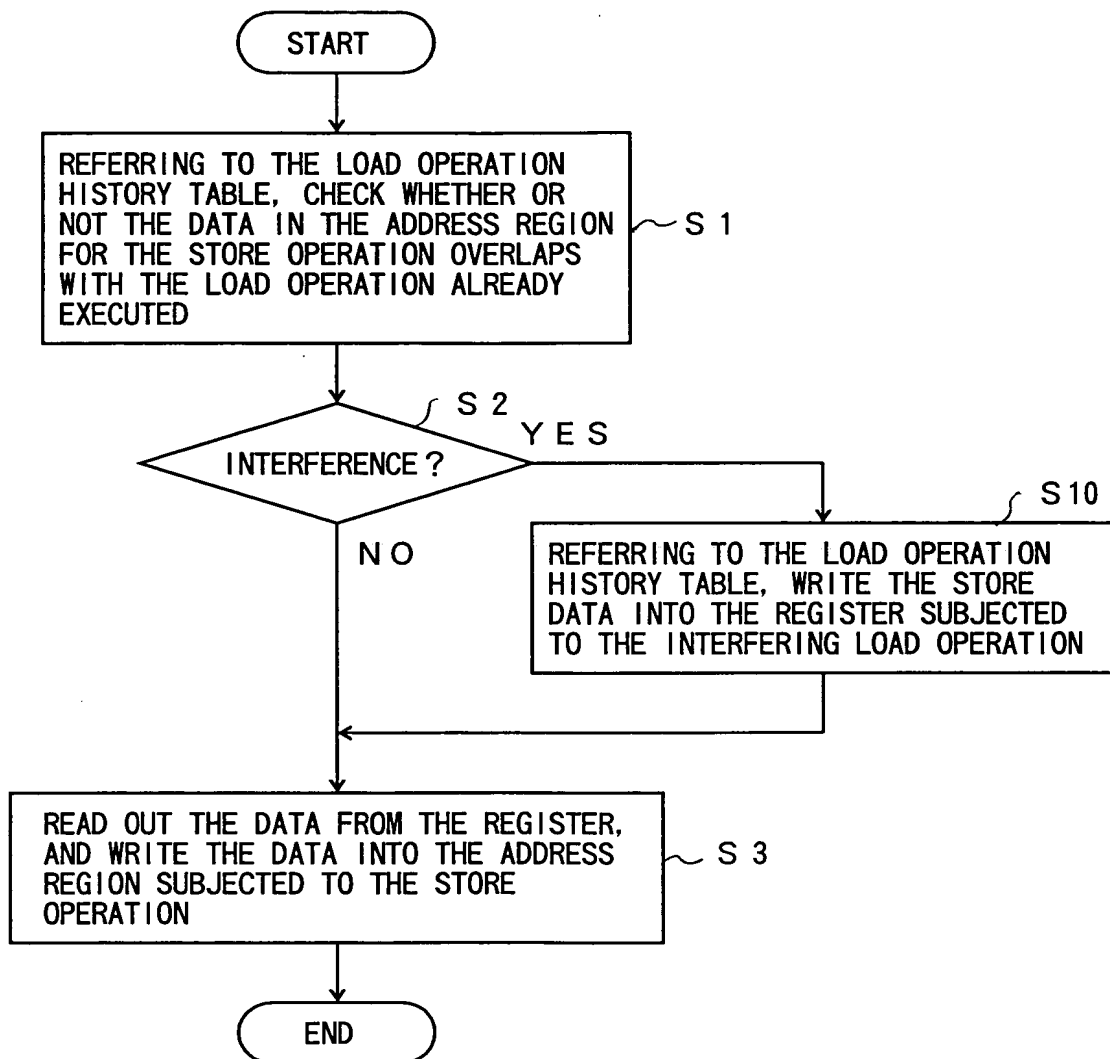 START
REFERRING TO THE LOAD OPERATION
HISTORY TABLE, CHECK WHETHER OR
NOT THE DATA IN THE ADDRESS REGION
FOR THE STORE OPERATION OVERLAPS
WITH THE LOAD OPERATION ALREADY
EXECUTED
S1
S2
INTERFERENCE?
YES
NO
S10
REFERRING TO THE LOAD OPERATION
HISTORY TABLE, WRITE THE STORE
DATA INTO THE REGISTER SUBJECTED
TO THE INTERFERING LOAD OPERATION
READ OUT THE DATA FROM THE REGISTER,
AND WRITE THE DATA INTO THE ADDRESS
REGION SUBJECTED TO THE STORE
OPERATION
S3
END